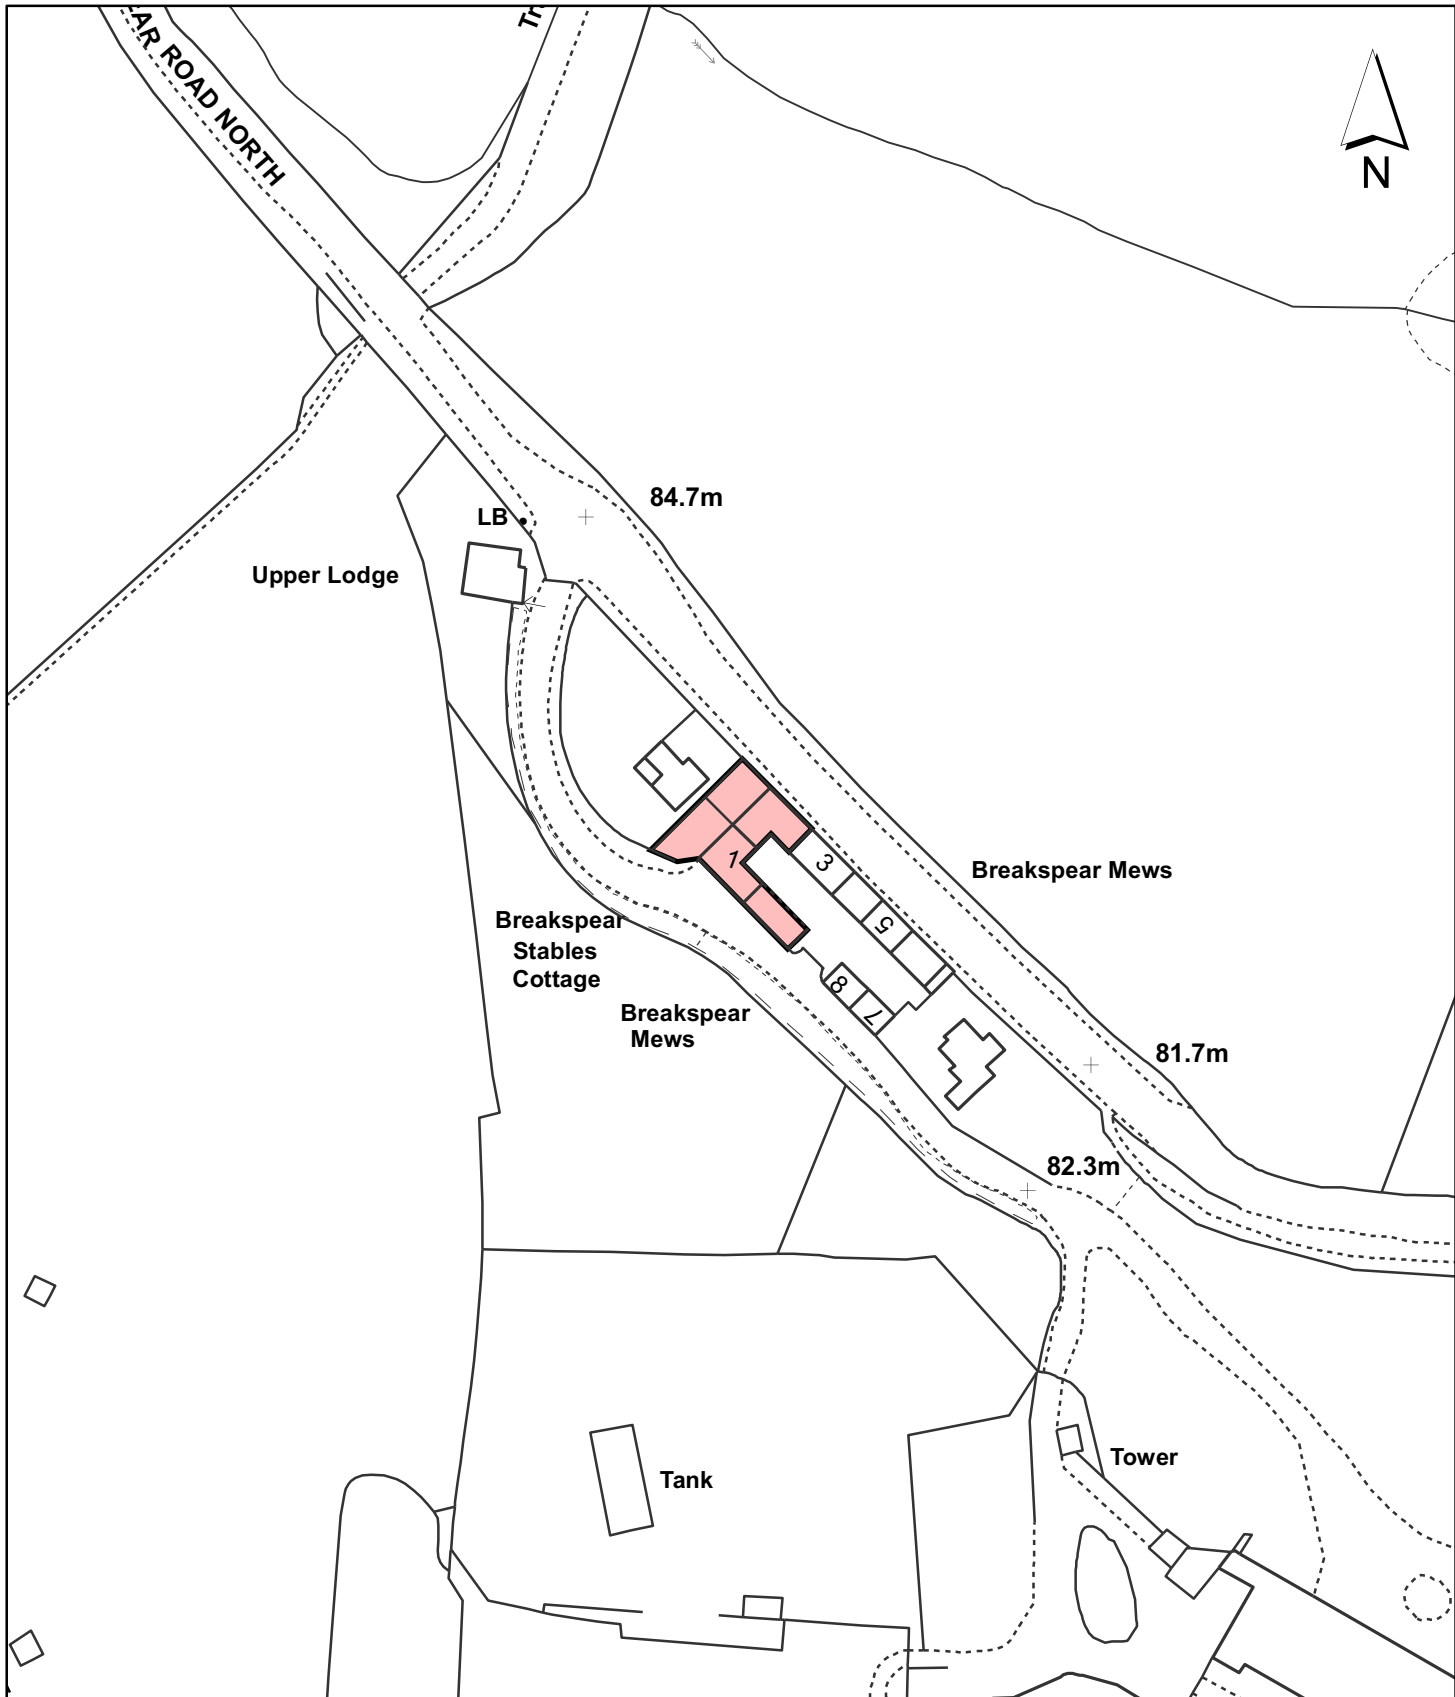 EAR ROAD NORTH
N
84.7m
LB
Upper Lodge
1
3
Breakspear Mews
5
Breakspear
Stables
Cottage
8
7
Breakspear
Mews
81.7m
82.3m
Tower
Tank